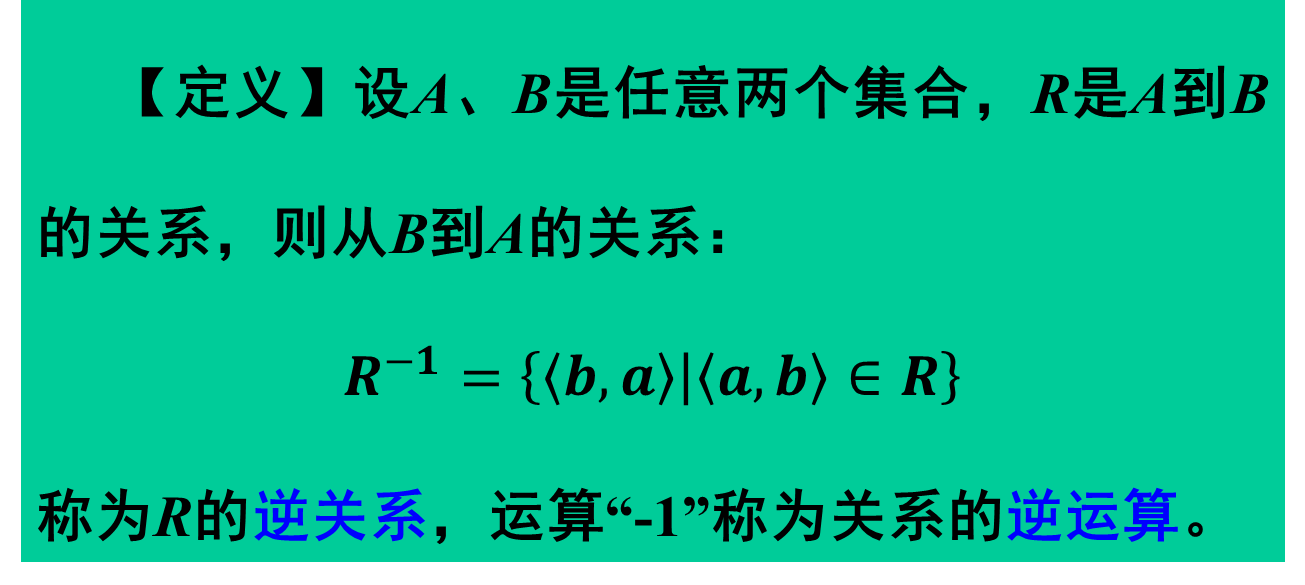 【定义】设A、B是任意两个集合，R是A到B
的关系，则从B到A的关系：
R⁻¹ = {⟨b, a⟩|⟨a, b⟩ ∈ R}
称为R的逆关系，运算“-1”称为关系的逆运算。